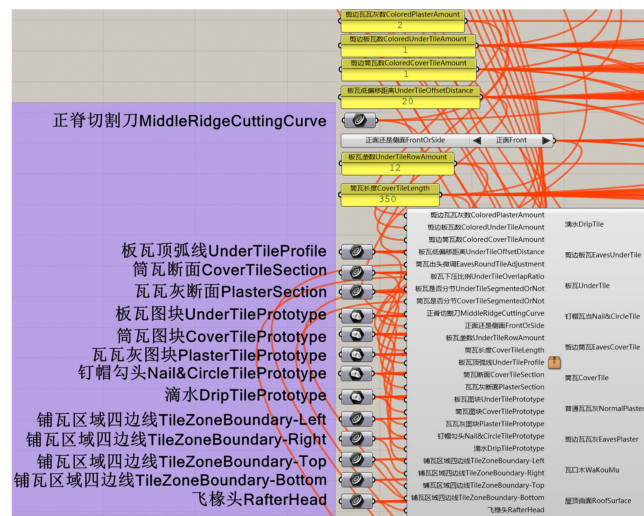 剪边瓦瓦灰数ColoredPlasterAmount
2
剪边板瓦数ColoredUnderTileAmount
1
剪边筒瓦数ColoredCoverTileAmount
1
板瓦低偏移距离UnderTileOffsetDistance
20
正脊切割刀MiddleRidgeCuttingCurve
正面还是侧面FrontOrSide
正面Front
板瓦垄数UnderTileRowAmount
12
筒瓦长度CoverTileLength
350
板瓦顶弧线UnderTileProfile
筒瓦断面CoverTileSection
瓦瓦灰断面PlasterSection
板瓦图块UnderTilePrototype
筒瓦图块CoverTilePrototype
瓦瓦灰图块PlasterTilePrototype
钉帽勾头Nail&CircleTilePrototype
滴水DripTilePrototype
铺瓦区域四边线TileZoneBoundary-Left
铺瓦区域四边线TileZoneBoundary-Right
铺瓦区域四边线TileZoneBoundary-Top
铺瓦区域四边线TileZoneBoundary-Bottom
飞椽头RafterHead
剪边瓦瓦灰数ColoredPlasterAmount
剪边板瓦数ColoredUnderTileAmount
剪边筒瓦数ColoredCoverTileAmount
板瓦低偏移距离UnderTileOffsetDistance
筒瓦出头微调EavesRoundTileAdjustment
板瓦下压比例UnderTileOverlapRatio
板瓦是否分节UnderTileSegmentedOrNot
筒瓦是否分节CoverTileSegmentedOrNot
正脊切割刀MiddleRidgeCuttingCurve
正面还是侧面FrontOrSide
板瓦垄数UnderTileRowAmount
筒瓦长度CoverTileLength
板瓦顶弧线UnderTileProfile
筒瓦断面CoverTileSection
瓦瓦灰断面PlasterSection
板瓦图块UnderTilePrototype
筒瓦图块CoverTilePrototype
瓦瓦灰图块PlasterTilePrototype
钉帽勾头Nail&CircleTilePrototype
滴水DripTilePrototype
铺瓦区域四边线TileZoneBoundary-Left
铺瓦区域四边线TileZoneBoundary-Right
铺瓦区域四边线TileZoneBoundary-Top
铺瓦区域四边线TileZoneBoundary-Bottom
飞椽头RafterHead
滴水DripTile
剪边板瓦EavesUnderTile
板瓦UnderTile
钉帽瓦当Nail&CircleTile
剪边筒瓦EavesCoverTile
筒瓦CoverTile
普通瓦瓦灰NormalPlaster
剪边瓦瓦灰EavesPlaster
瓦口木WaKouMu
屋顶曲面RoofSurface